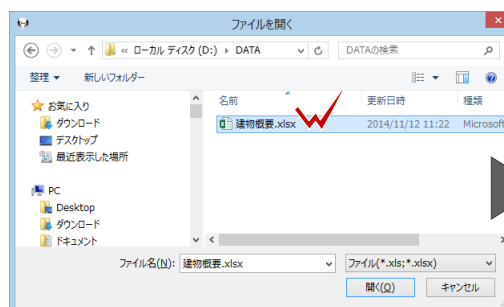 ファイルを開く
« ローカル ディスク (D:) ▸ DATA
DATAの検索
整理 ▼ 新しいフォルダー
名前 更新日時 種類
お気に入り
ダウンロード
デスクトップ
最近表示した場所
PC
Desktop
ダウンロード
ドキュメント
建物概要.xlsx 2014/11/12 11:22 Microsoft
ファイル名(N): 建物概要.xlsx
ファイル(*.xls;*.xlsx)
開く(O) キャンセル